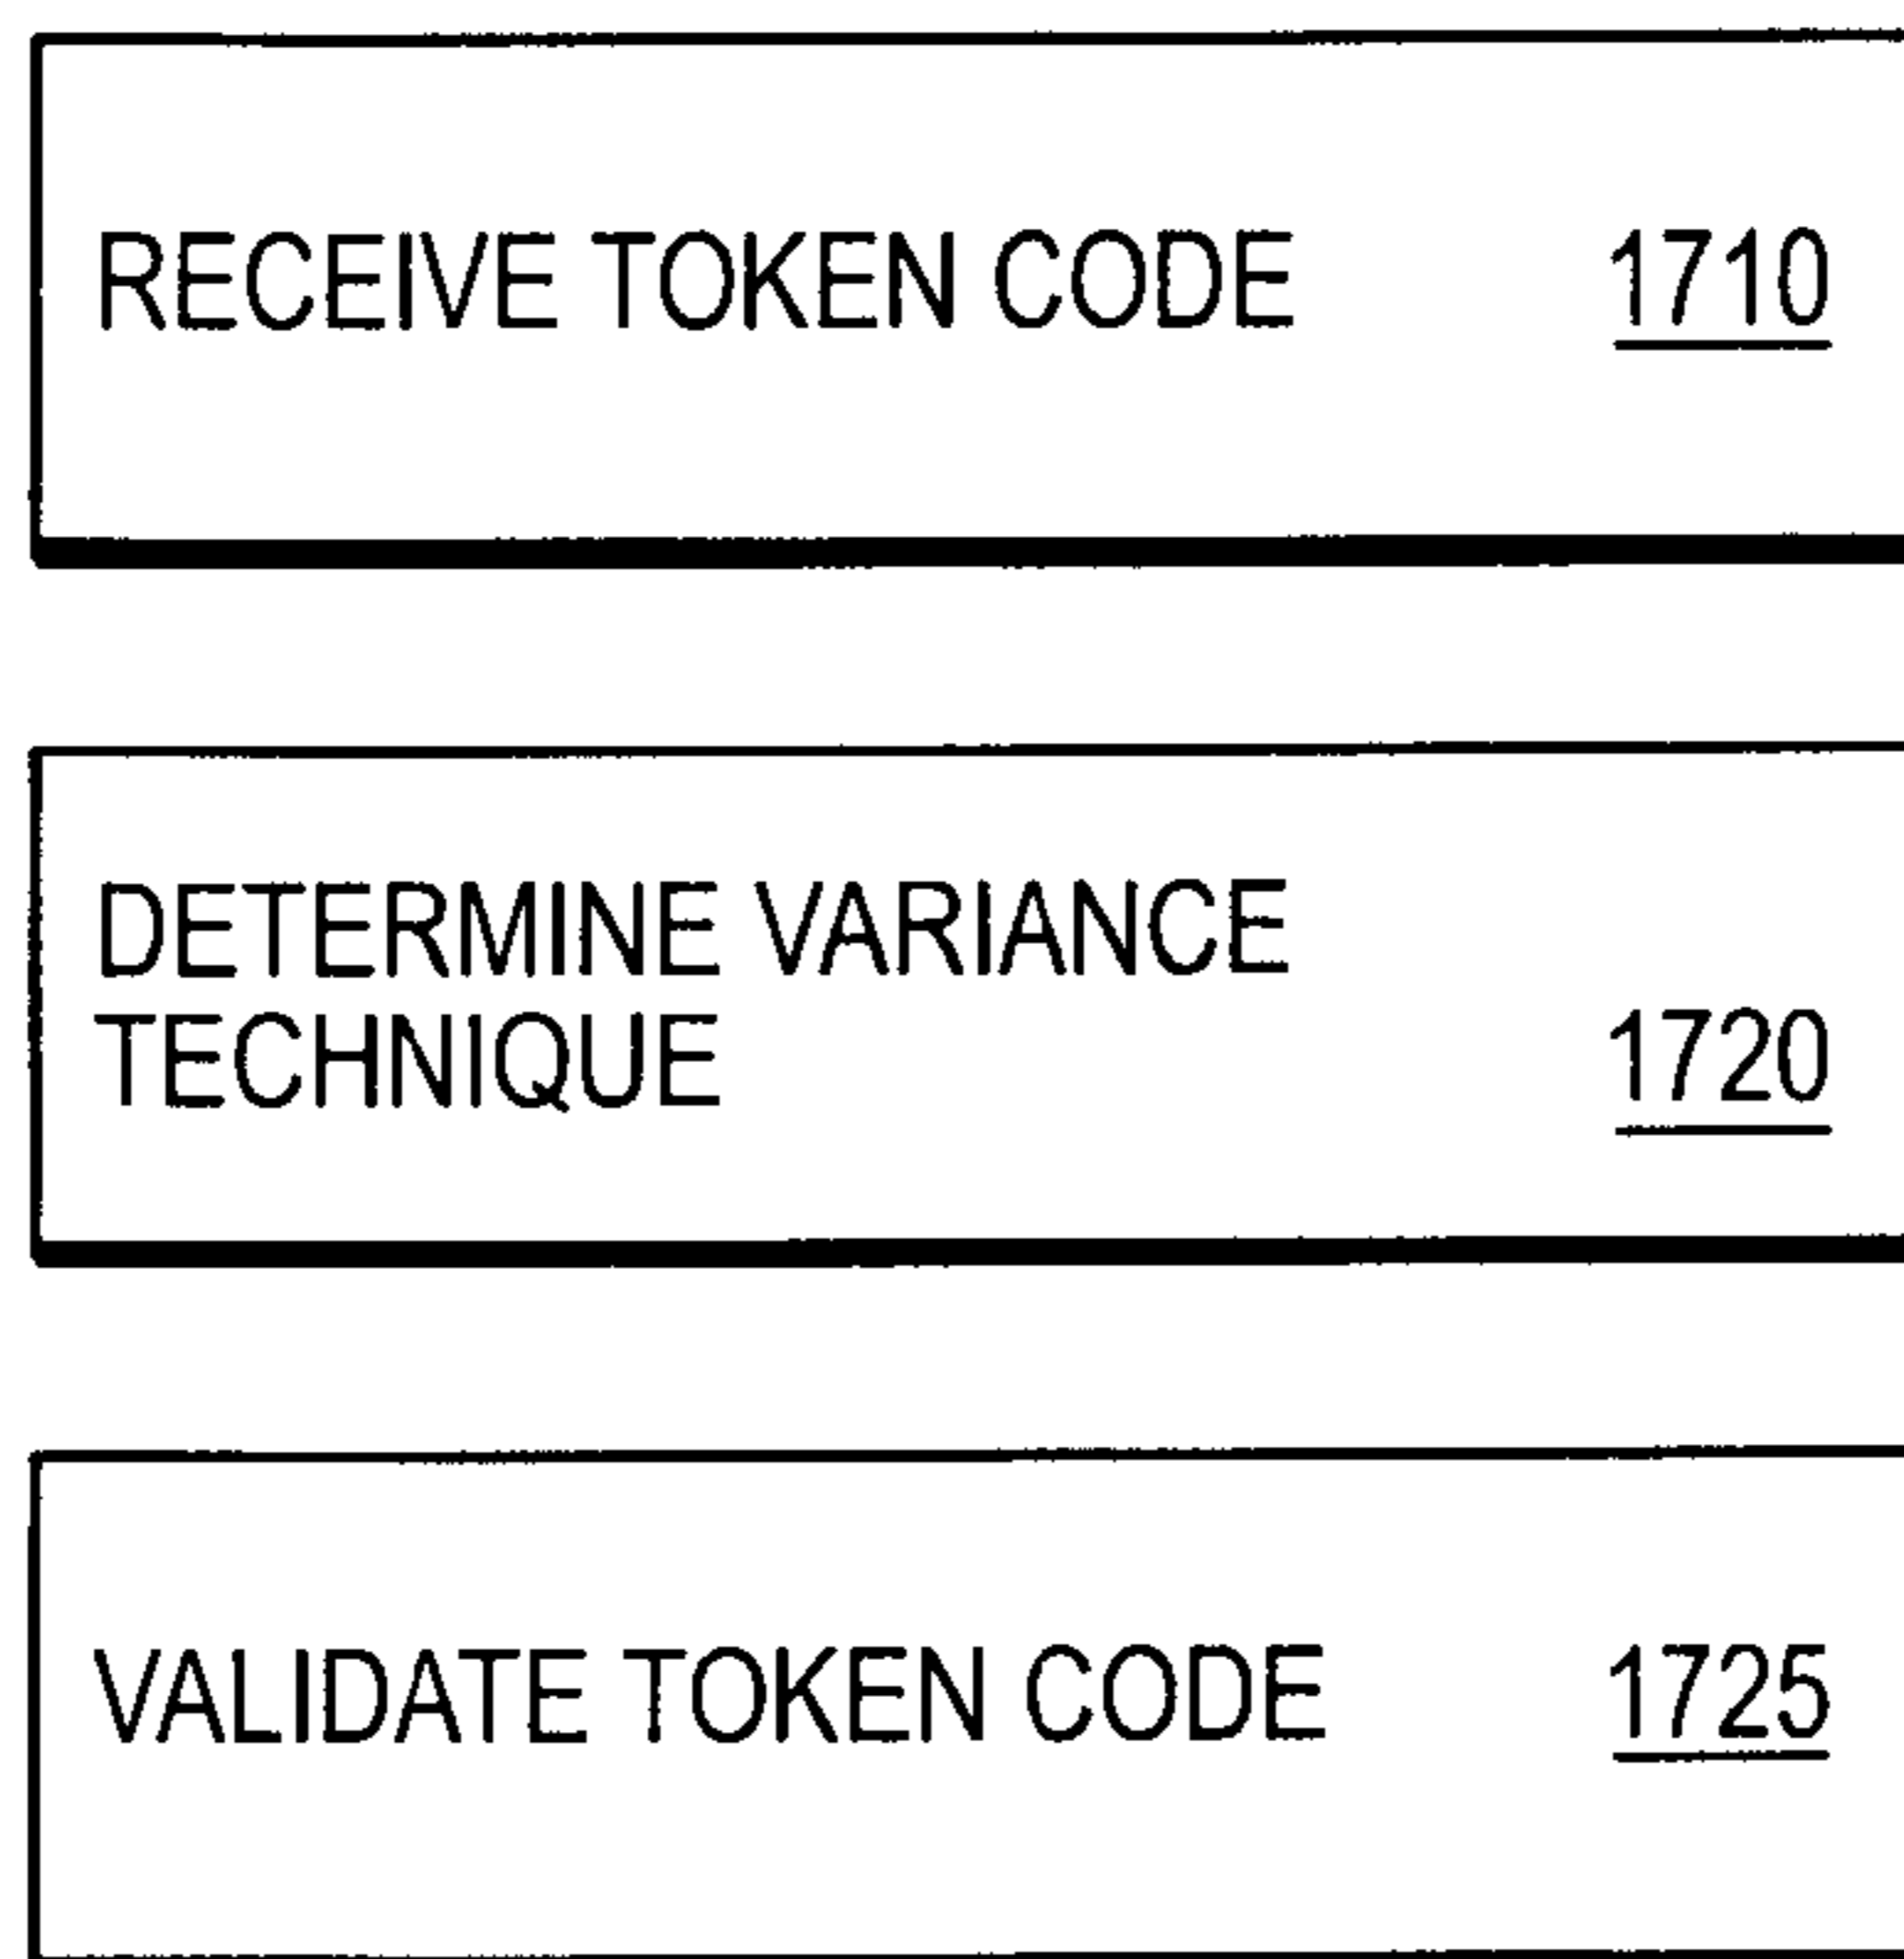 RECEIVE TOKEN CODE 1710
DETERMINE VARIANCE
TECHNIQUE 1720
VALIDATE TOKEN CODE 1725